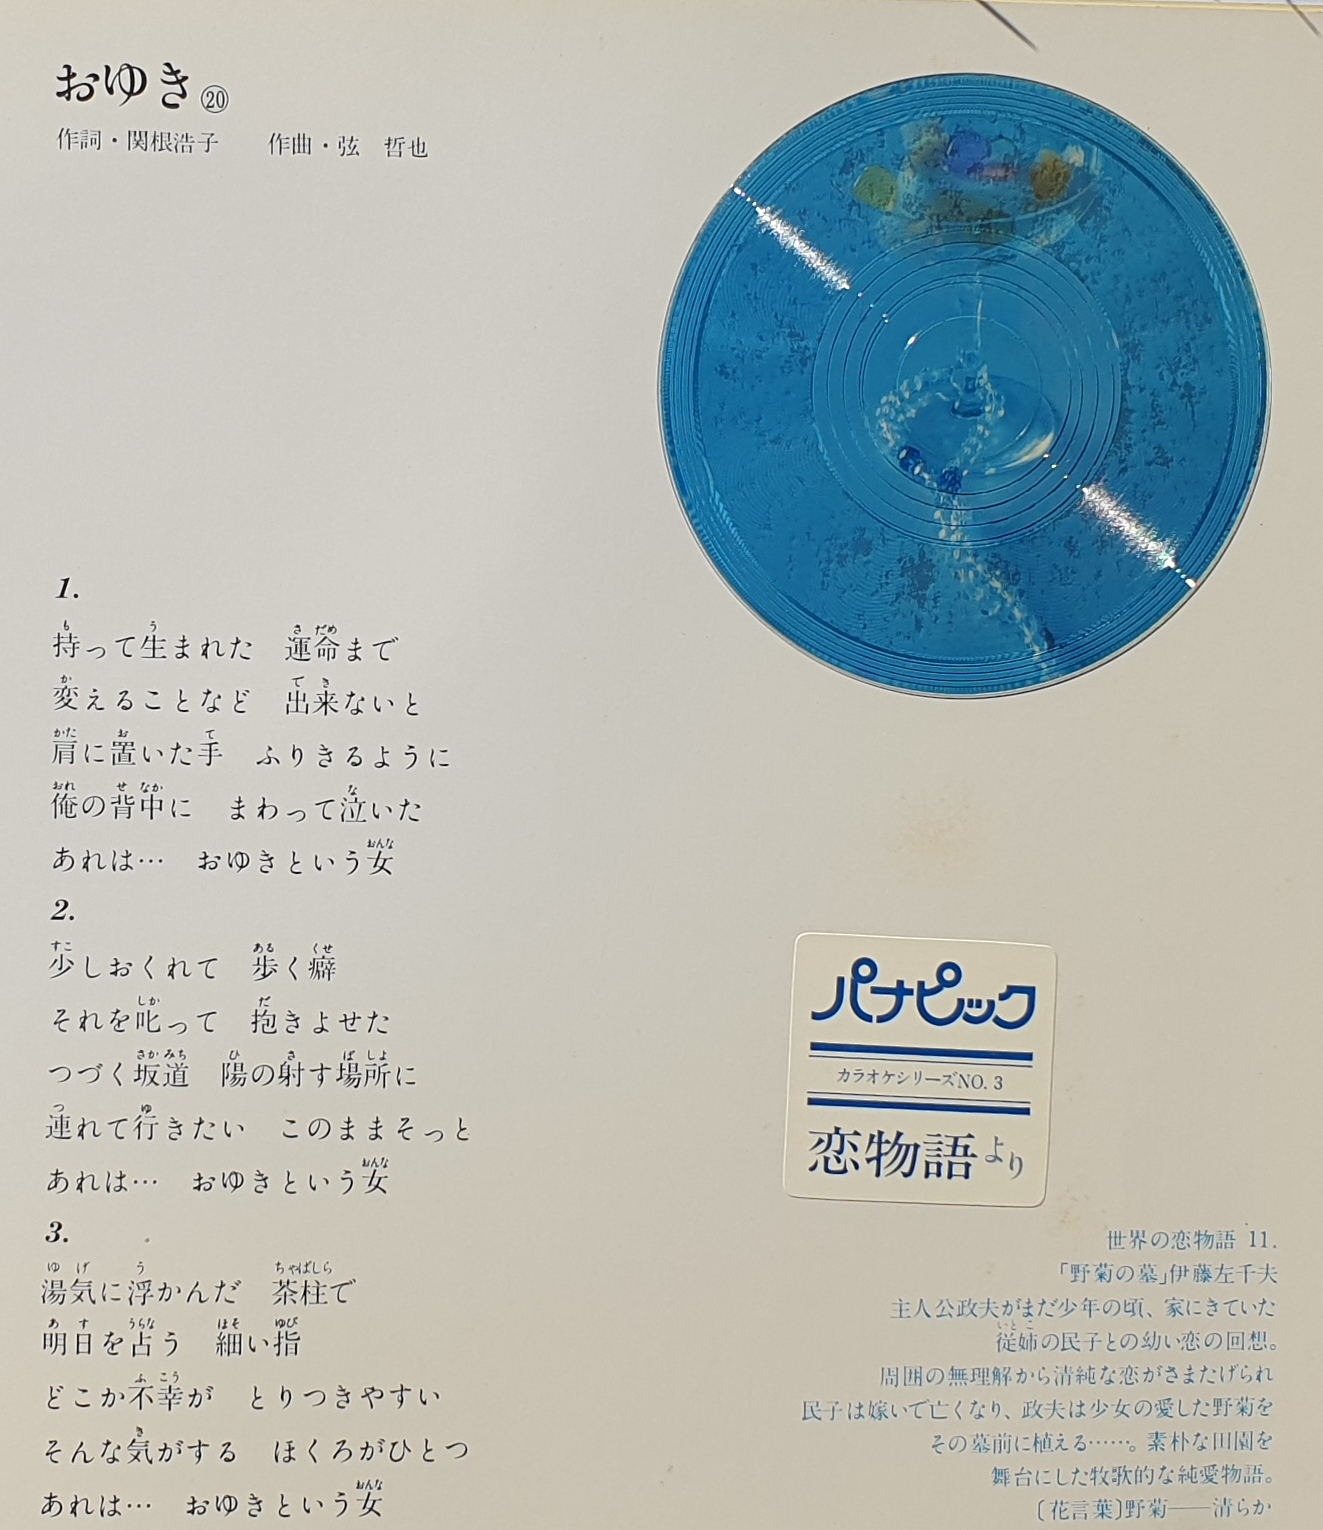 おゆき⑳
作詞・関根浩子　作曲・弦　哲也
1.
持って生まれた　運命まで
変えることなど　出来ないと
肩に置いた手　ふりきるように
俺の背中に　まわって泣いた
あれは…　おゆきという女
2.
少しおくれて　歩く癖
それを叱って　抱きよせた
つづく坂道　陽の射す場所に
連れて行きたい　このままそっと
あれは…　おゆきという女
3.
湯気に浮かんだ　茶柱で
明日を占う　細い指
どこか不幸が　とりつきやすい
そんな気がする　ほくろがひとつ
あれは…　おゆきという女
パナピック
カラオケシリーズNO. 3
恋物語より
世界の恋物語 11.
「野菊の墓」伊藤左千夫
主人公政夫がまだ少年の頃、家にきていた
従姉の民子との幼い恋の回想。
周囲の無理解から清純な恋がさまたげられ
民子は嫁いで亡くなり、政夫は少女の愛した野菊を
その墓前に植える……。素朴な田園を
舞台にした牧歌的な純愛物語。
〔花言葉〕野菊——清らか